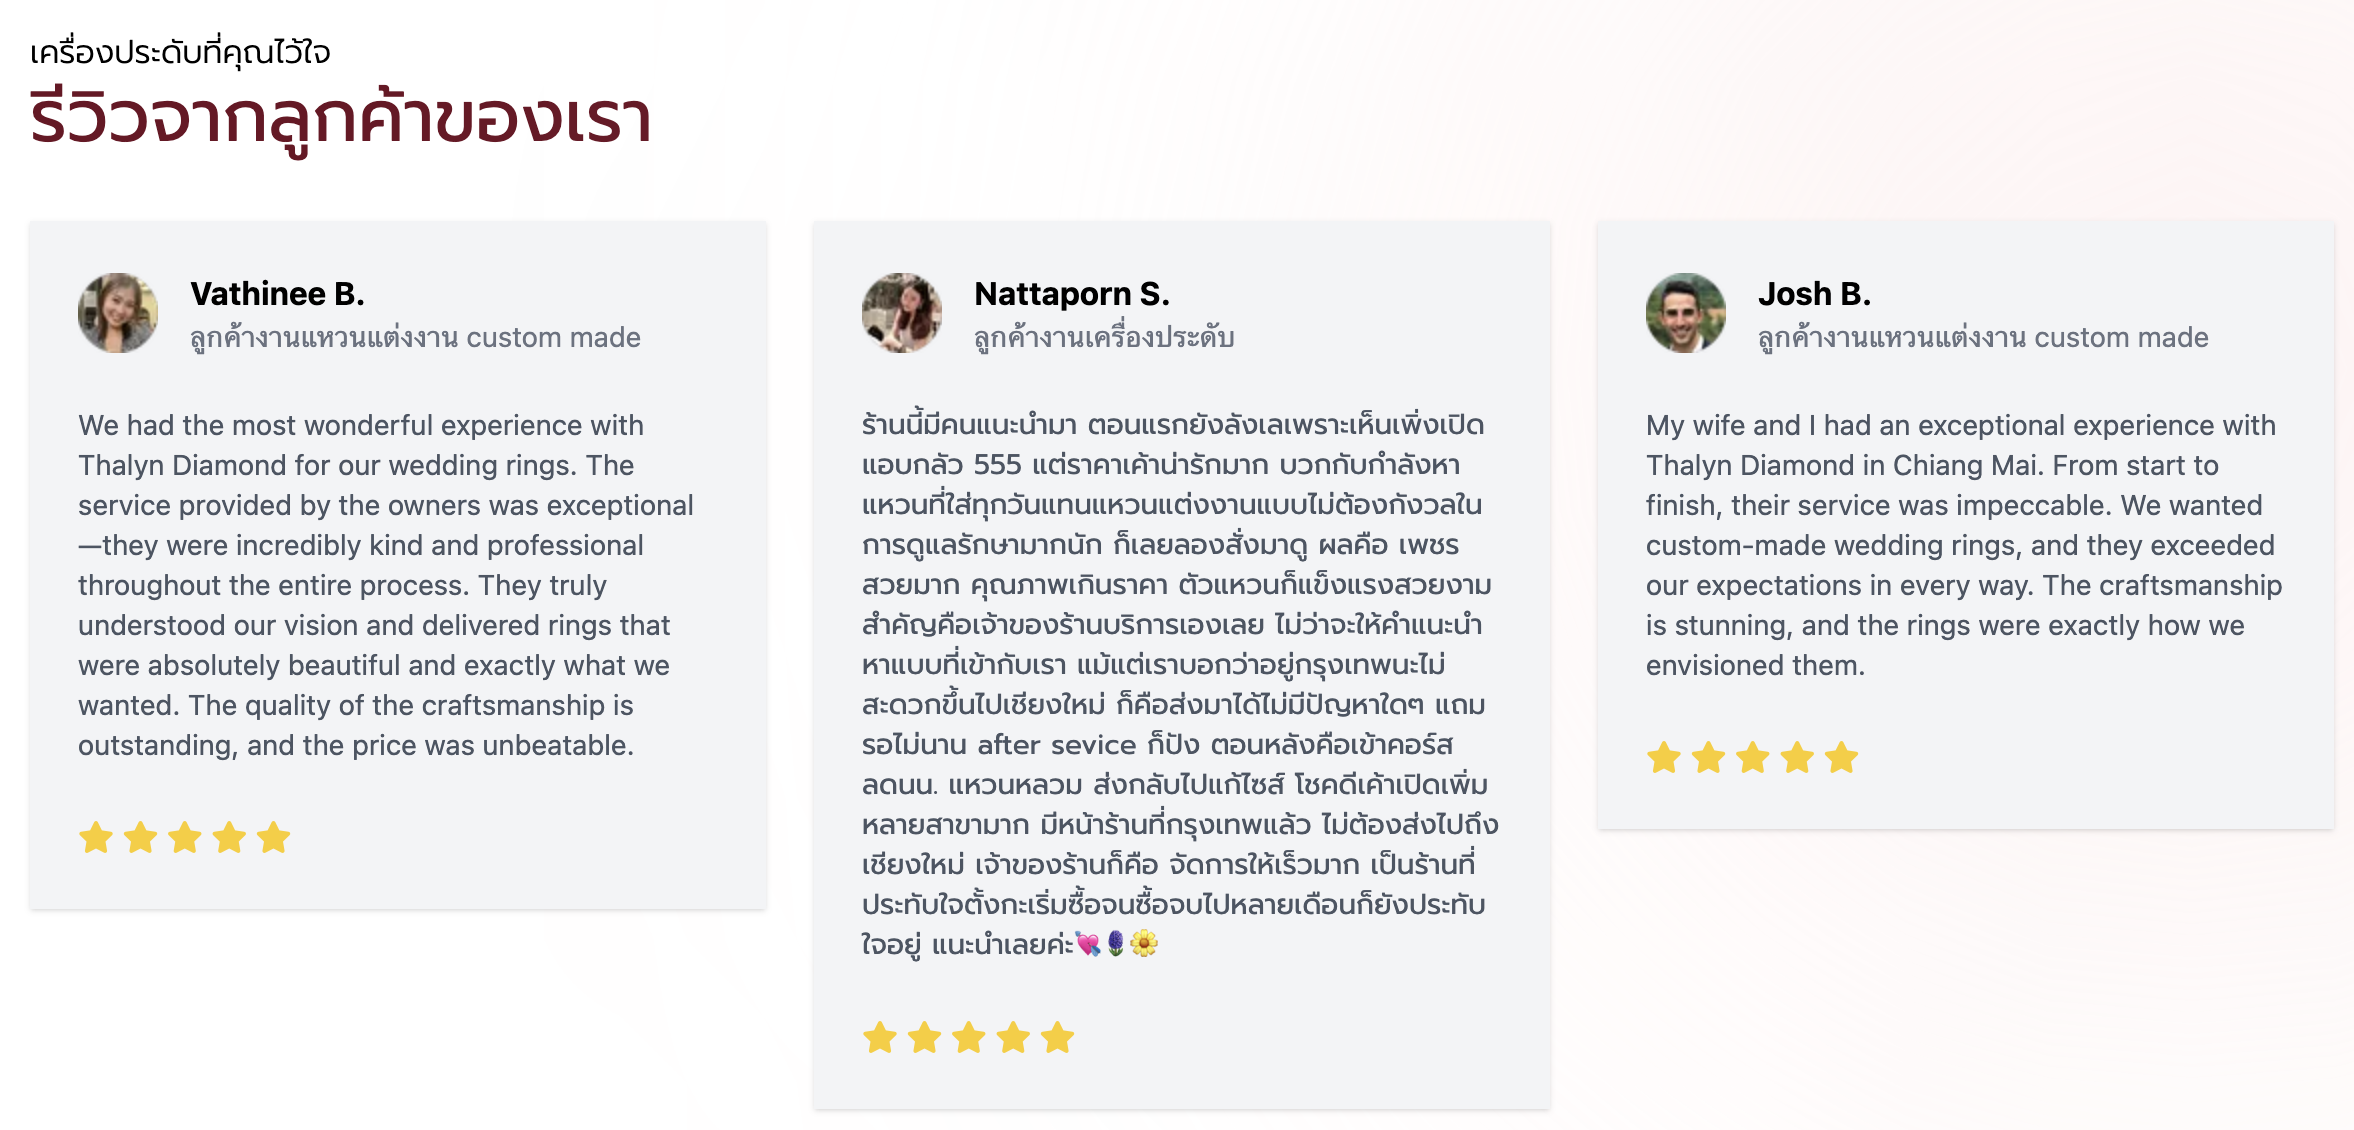 เครื่องประดับที่คุณไว้ใจ
รีวิวจากลูกค้าของเรา
Vathinee B.
ลูกค้างานแหวนแต่งงาน custom made
We had the most wonderful experience with
Thalyn Diamond for our wedding rings. The
service provided by the owners was exceptional
—they were incredibly kind and professional
throughout the entire process. They truly
understood our vision and delivered rings that
were absolutely beautiful and exactly what we
wanted. The quality of the craftsmanship is
outstanding, and the price was unbeatable.
Nattaporn S.
ลูกค้างานเครื่องประดับ
ร้านนี้มีคนแนะนำมา ตอนแรกยังลังเลเพราะเห็นเพิ่งเปิด
แอบกลัว 555 แต่ราคาเค้าน่ารักมาก บวกกับกำลังหา
แหวนที่ใส่ทุกวันแทนแหวนแต่งงานแบบไม่ต้องกังวลใน
การดูแลรักษามากนัก ก็เลยลองสั่งมาดู ผลคือ เพชร
สวยมาก คุณภาพเกินราคา ตัวแหวนก็แข็งแรงสวยงาม
สำคัญคือเจ้าของร้านบริการเองเลย ไม่ว่าจะให้คำแนะนำ
หาแบบที่เข้ากับเรา แม้แต่เราบอกว่าอยู่กรุงเทพนะไม่
สะดวกขึ้นไปเชียงใหม่ ก็คือส่งมาได้ไม่มีปัญหาใดๆ แถม
รอไม่นาน after sevice ก็ปัง ตอนหลังคือเข้าคอร์ส
ลดนน. แหวนหลวม ส่งกลับไปแก้ไซส์ โชคดีเค้าเปิดเพิ่ม
หลายสาขามาก มีหน้าร้านที่กรุงเทพแล้ว ไม่ต้องส่งไปถึง
เชียงใหม่ เจ้าของร้านก็คือ จัดการให้เร็วมาก เป็นร้านที่
ประทับใจตั้งกะเริ่มซื้อจนซื้อจบไปหลายเดือนก็ยังประทับ
ใจอยู่ แนะนำเลยค่ะ💘🪻🌼
Josh B.
ลูกค้างานแหวนแต่งงาน custom made
My wife and I had an exceptional experience with
Thalyn Diamond in Chiang Mai. From start to
finish, their service was impeccable. We wanted
custom-made wedding rings, and they exceeded
our expectations in every way. The craftsmanship
is stunning, and the rings were exactly how we
envisioned them.